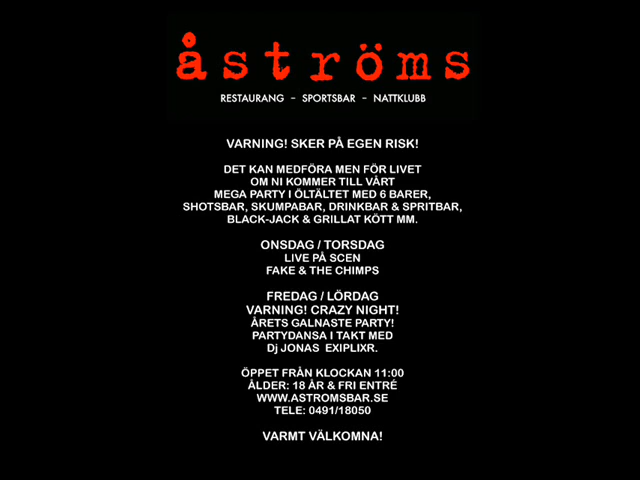 åströms
RESTAURANG - SPORTSBAR - NATTKLUBB
VARNING! SKER PÅ EGEN RISK!
DET KAN MEDFÖRA MEN FÖR LIVET
OM NI KOMMER TILL VÅRT
MEGA PARTY I ÖLTÄLTET MED 6 BARER,
SHOTSBAR, SKUMPABAR, DRINKBAR & SPRITBAR,
BLACK-JACK & GRILLAT KÖTT MM.
ONSDAG / TORSDAG
LIVE PÅ SCEN
FAKE & THE CHIMPS
FREDAG / LÖRDAG
VARNING! CRAZY NIGHT!
ÅRETS GALNASTE PARTY!
PARTYDANSA I TAKT MED
Dj JONAS EXIPLIXR.
ÖPPET FRÅN KLOCKAN 11:00
ÅLDER: 18 ÅR & FRI ENTRÉ
WWW.ASTROMSBAR.SE
TELE: 0491/18050
VARMT VÄLKOMNA!